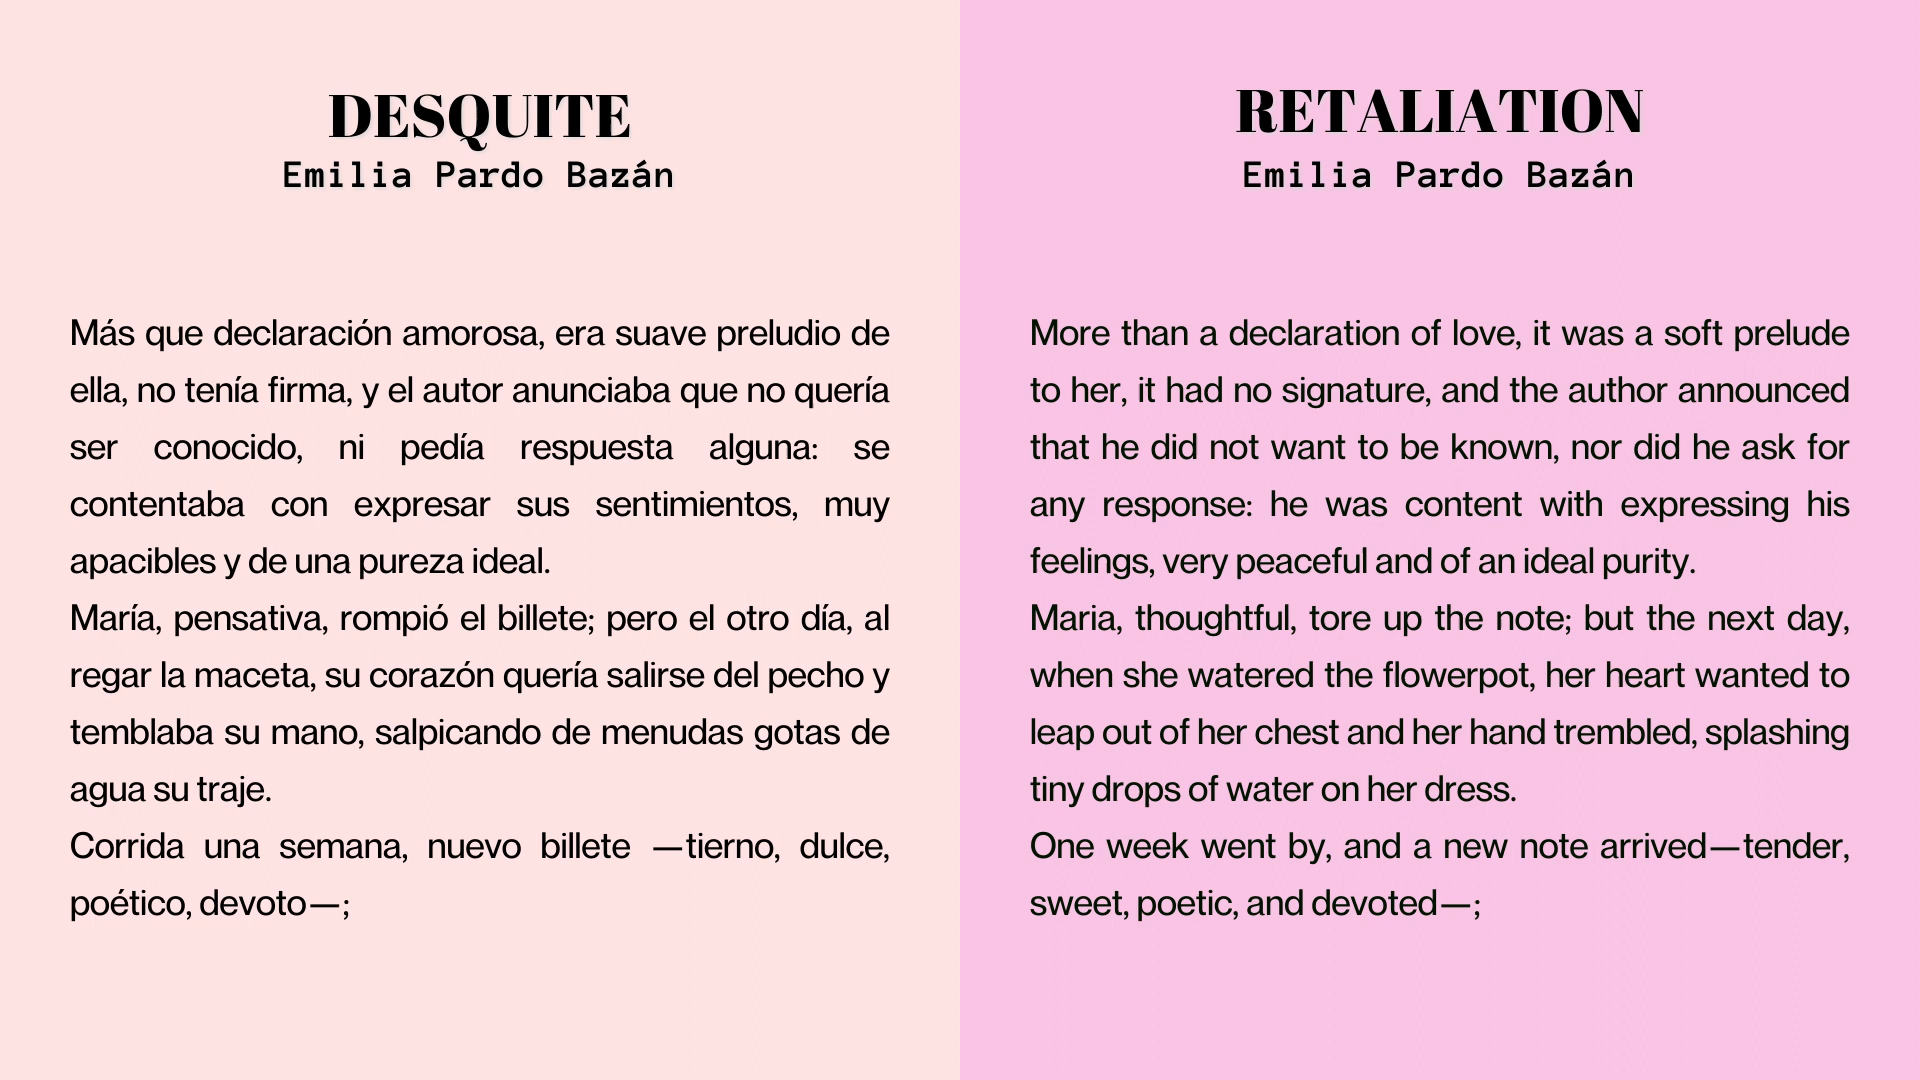 DESQUITE
Emilia Pardo Bazán
Más que declaración amorosa, era suave preludio de
ella, no tenía firma, y el autor anunciaba que no quería
ser conocido, ni pedía respuesta alguna: se
contentaba con expresar sus sentimientos, muy
apacibles y de una pureza ideal.
María, pensativa, rompió el billete; pero el otro día, al
regar la maceta, su corazón quería salirse del pecho y
temblaba su mano, salpicando de menudas gotas de
agua su traje.
Corrida una semana, nuevo billete —tierno, dulce,
poético, devoto—;
RETALIATION
Emilia Pardo Bazán
More than a declaration of love, it was a soft prelude
to her, it had no signature, and the author announced
that he did not want to be known, nor did he ask for
any response: he was content with expressing his
feelings, very peaceful and of an ideal purity.
Maria, thoughtful, tore up the note; but the next day,
when she watered the flowerpot, her heart wanted to
leap out of her chest and her hand trembled, splashing
tiny drops of water on her dress.
One week went by, and a new note arrived—tender,
sweet, poetic, and devoted—;